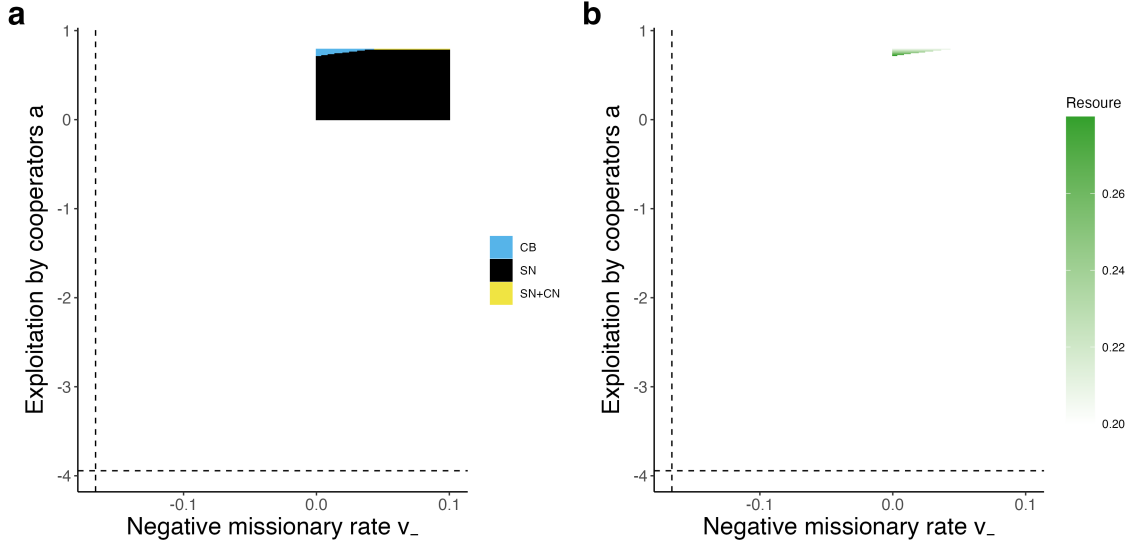 a
Exploitation by cooperators a
1
0
-1
-2
-3
-4
-0.1
0.0
0.1
Negative missionary rate v_
CB
SN
SN+CN
b
Exploitation by cooperators a
1
0
-1
-2
-3
-4
-0.1
0.0
0.1
Negative missionary rate v_
Resoure
0.26
0.24
0.22
0.20